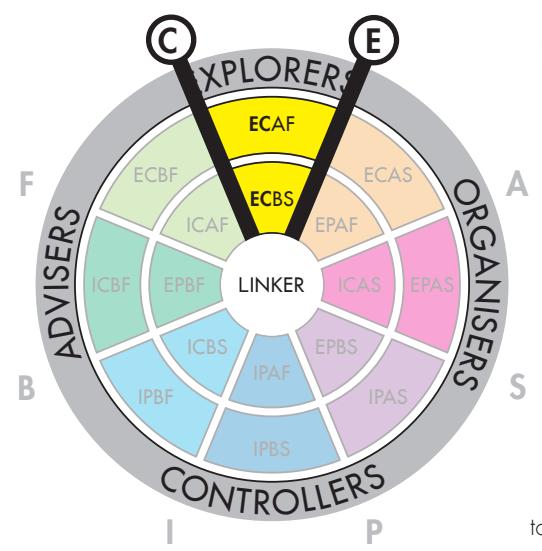 C
E
EXPLORERS
ECAF
ECBF
ECAS
F
A
ECBS
ICAF
EPAF
ADVISERS
ORGANISERS
ICBF
EPBF
LINKER
ICAS
EPAS
ICBS
EPBS
IPAF
B
S
IPBF
IPAS
IPBS
CONTROLLERS
I
P